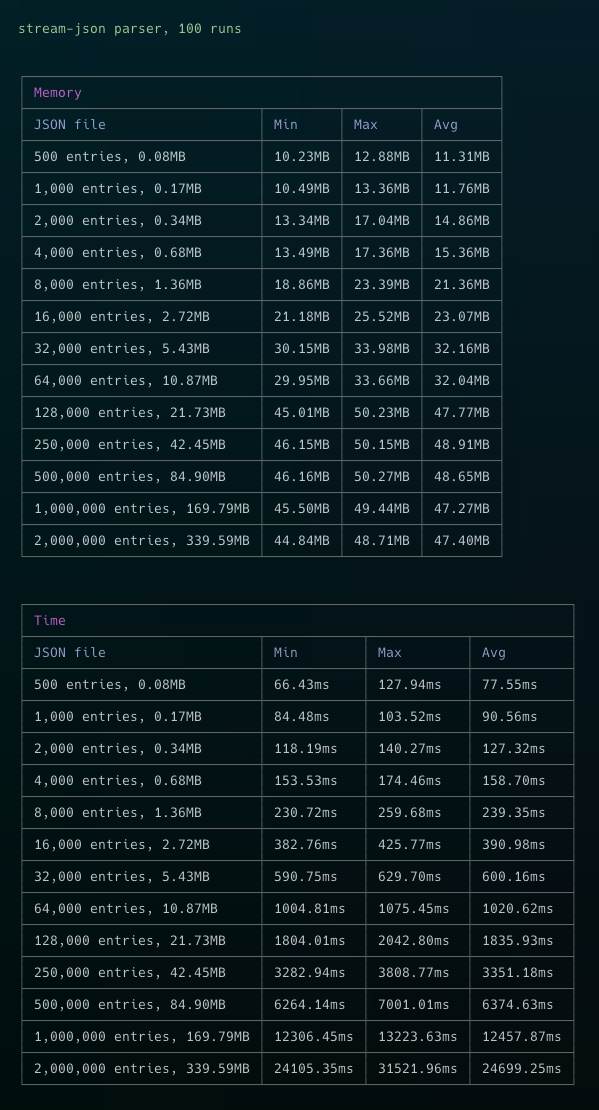 stream-json parser, 100 runs
Memory
JSON file Min Max Avg
500 entries, 0.08MB 10.23MB 12.88MB 11.31MB
1,000 entries, 0.17MB 10.49MB 13.36MB 11.76MB
2,000 entries, 0.34MB 13.34MB 17.04MB 14.86MB
4,000 entries, 0.68MB 13.49MB 17.36MB 15.36MB
8,000 entries, 1.36MB 18.86MB 23.39MB 21.36MB
16,000 entries, 2.72MB 21.18MB 25.52MB 23.07MB
32,000 entries, 5.43MB 30.15MB 33.98MB 32.16MB
64,000 entries, 10.87MB 29.95MB 33.66MB 32.04MB
128,000 entries, 21.73MB 45.01MB 50.23MB 47.77MB
250,000 entries, 42.45MB 46.15MB 50.15MB 48.91MB
500,000 entries, 84.90MB 46.16MB 50.27MB 48.65MB
1,000,000 entries, 169.79MB 45.50MB 49.44MB 47.27MB
2,000,000 entries, 339.59MB 44.84MB 48.71MB 47.40MB
Time
JSON file Min Max Avg
500 entries, 0.08MB 66.43ms 127.94ms 77.55ms
1,000 entries, 0.17MB 84.48ms 103.52ms 90.56ms
2,000 entries, 0.34MB 118.19ms 140.27ms 127.32ms
4,000 entries, 0.68MB 153.53ms 174.46ms 158.70ms
8,000 entries, 1.36MB 230.72ms 259.68ms 239.35ms
16,000 entries, 2.72MB 382.76ms 425.77ms 390.98ms
32,000 entries, 5.43MB 590.75ms 629.70ms 600.16ms
64,000 entries, 10.87MB 1004.81ms 1075.45ms 1020.62ms
128,000 entries, 21.73MB 1804.01ms 2042.80ms 1835.93ms
250,000 entries, 42.45MB 3282.94ms 3808.77ms 3351.18ms
500,000 entries, 84.90MB 6264.14ms 7001.01ms 6374.63ms
1,000,000 entries, 169.79MB 12306.45ms 13223.63ms 12457.87ms
2,000,000 entries, 339.59MB 24105.35ms 31521.96ms 24699.25ms